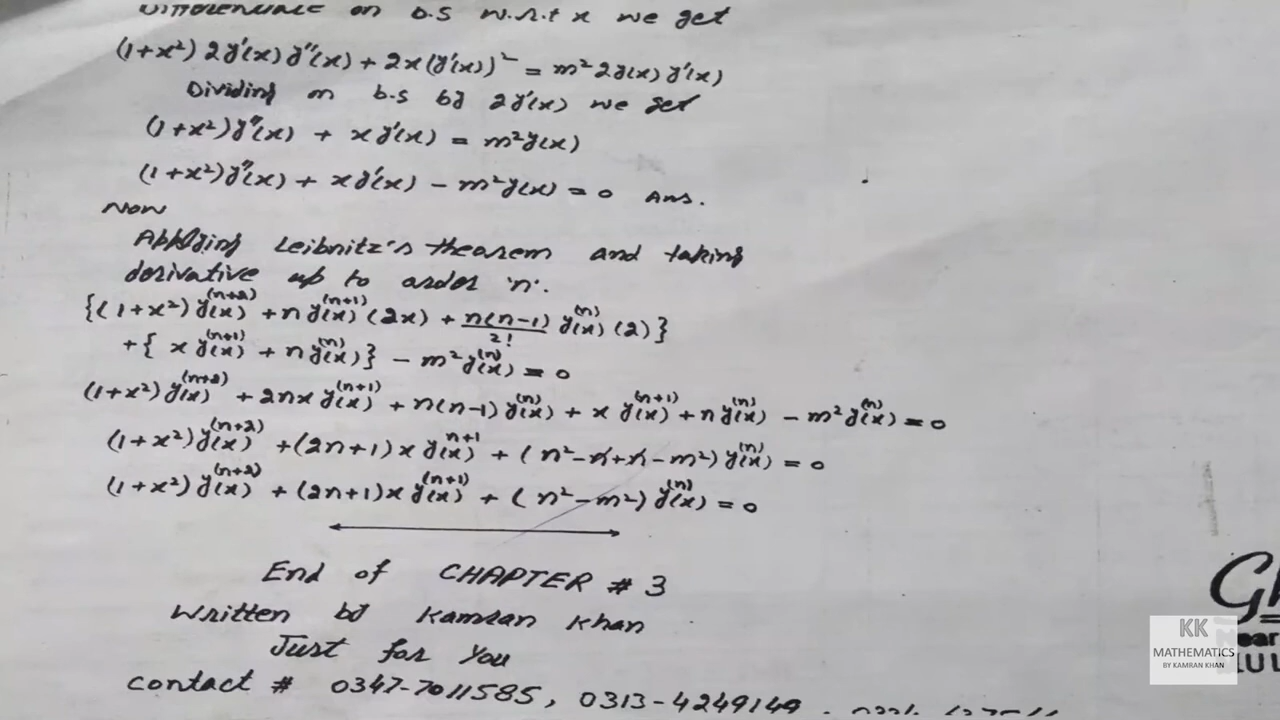 Differentiate on b.s w.r.t x we get
(1+x²) 2y'(x) y''(x) + 2x(y'(x))² = m² 2y(x) y'(x)
Dividing on b.s by 2y'(x) we get
(1+x²)y''(x) + xy'(x) = m²y(x)
(1+x²)y''(x) + xy'(x) - m²y(x) = 0 Ans.
Now
Applying Leibnitz's theorem and taking
derivative up to order 'n'.
{(1+x²) y(x)^(n+2) + n y(x)^(n+1) (2x) + n(n-1)/2! y(x)^(n) (2)}
+{ x y(x)^(n+1) + n y(x)^(n)} - m² y(x)^(n) = 0
(1+x²) y(x)^(n+2) + 2nx y(x)^(n+1) + n(n-1) y(x)^(n) + x y(x)^(n+1) + n y(x)^(n) - m² y(x)^(n) = 0
(1+x²) y(x)^(n+2) + (2n+1) x y(x)^n+1 + (n²-n+n-m²) y(x)^(n) = 0
(1+x²) y(x)^(n+2) + (2n+1)x y(x)^(n+1) + (n²-m²) y(x)^(n) = 0
End of CHAPTER # 3
Written by Kamran Khan
Just for You
contact # 0347-7011585, 0313-4249149
KK
MATHEMATICS
BY KAMRAN KHAN